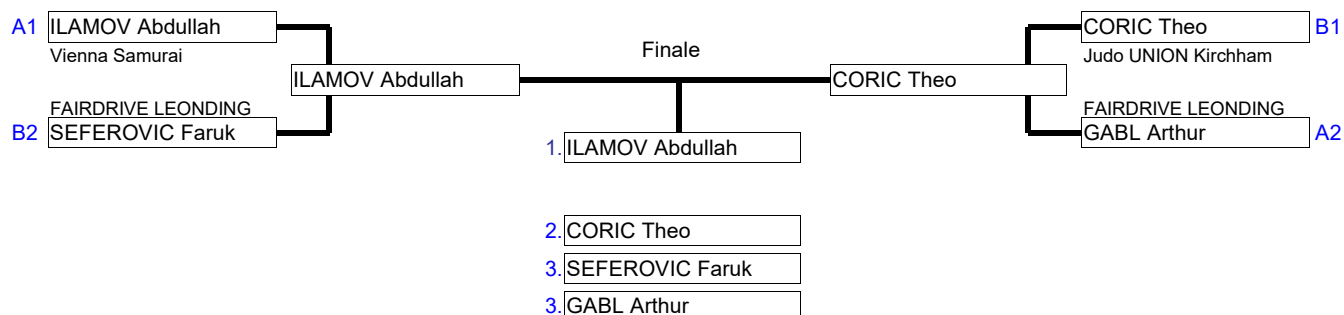 A1 ILAMOV Abdullah
Vienna Samurai
FAIRDRIVE LEONDING
B2 SEFEROVIC Faruk
ILAMOV Abdullah
Finale
CORIC Theo
CORIC Theo B1
Judo UNION Kirchham
FAIRDRIVE LEONDING
GABL Arthur A2
1. ILAMOV Abdullah
2. CORIC Theo
3. SEFEROVIC Faruk
3. GABL Arthur